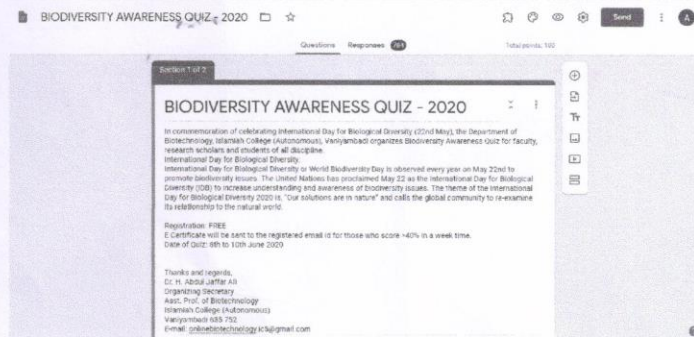 BIODIVERSITY AWARENESS QUIZ - 2020
Send
A
Questions Responses 764
Total points: 100
Section 1 of 2
BIODIVERSITY AWARENESS QUIZ - 2020
In commemoration of celebrating International Day for Biological Diversity (22nd May), the Department of
Biotechnology, Islamiah College (Autonomous), Vaniyambadi organizes Biodiversity Awareness Quiz for faculty,
research scholars and students of all discipline.
International Day for Biological Diversity.
International Day for Biological Diversity or World Biodiversity Day is observed every year on May 22nd to
promote biodiversity issues. The United Nations has proclaimed May 22 as the International Day for Biological
Diversity (IDB) to increase understanding and awareness of biodiversity issues. The theme of the International
Day for Biological Diversity 2020 is, "Our solutions are in nature" and calls the global community to re-examine
its relationship to the natural world.
Registration: FREE
E Certificate will be sent to the registered email id for those who score >40% in a week time.
Date of Quiz: 6th to 10th June 2020
Thanks and regards,
Dr. H. Abdul Jaffar Ali
Organizing Secretary
Asst. Prof. of Biotechnology
Islamiah College (Autonomous)
Vaniyambadi 635 752
E-mail: onlinebiotechnology.icv@gmail.com